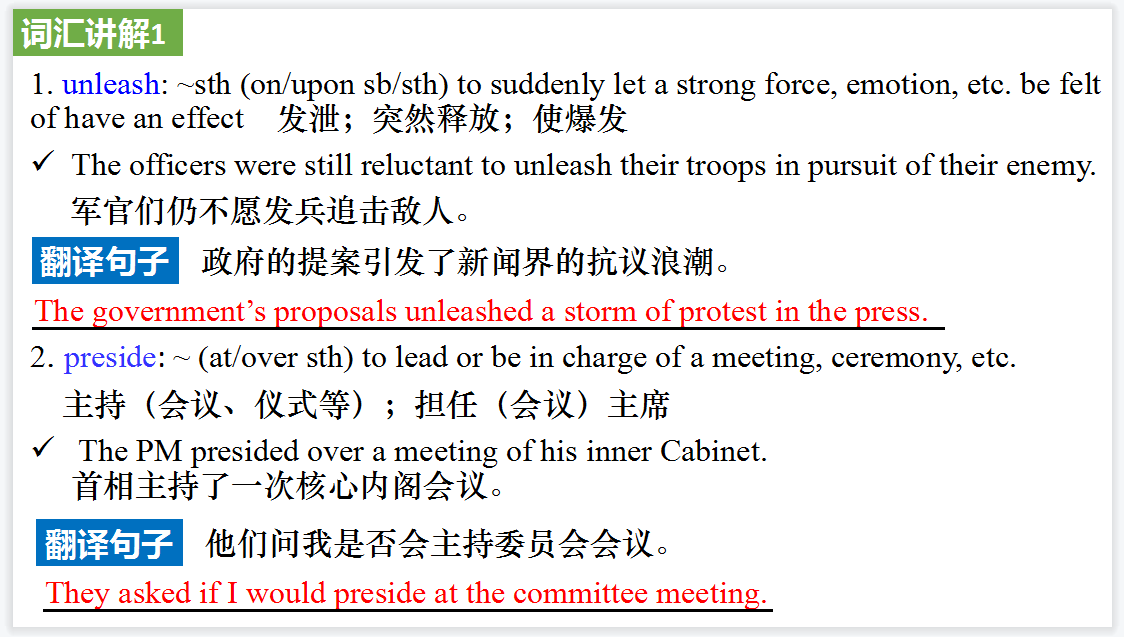 词汇讲解1
1. unleash: ~sth (on/upon sb/sth) to suddenly let a strong force, emotion, etc. be felt
of have an effect 发泄；突然释放；使爆发
✓ The officers were still reluctant to unleash their troops in pursuit of their enemy.
军官们仍不愿发兵追击敌人。
翻译句子 政府的提案引发了新闻界的抗议浪潮。
The government’s proposals unleashed a storm of protest in the press.
2. preside: ~ (at/over sth) to lead or be in charge of a meeting, ceremony, etc.
主持（会议、仪式等）；担任（会议）主席
✓ The PM presided over a meeting of his inner Cabinet.
首相主持了一次核心内阁会议。
翻译句子 他们问我是否会主持委员会会议。
They asked if I would preside at the committee meeting.